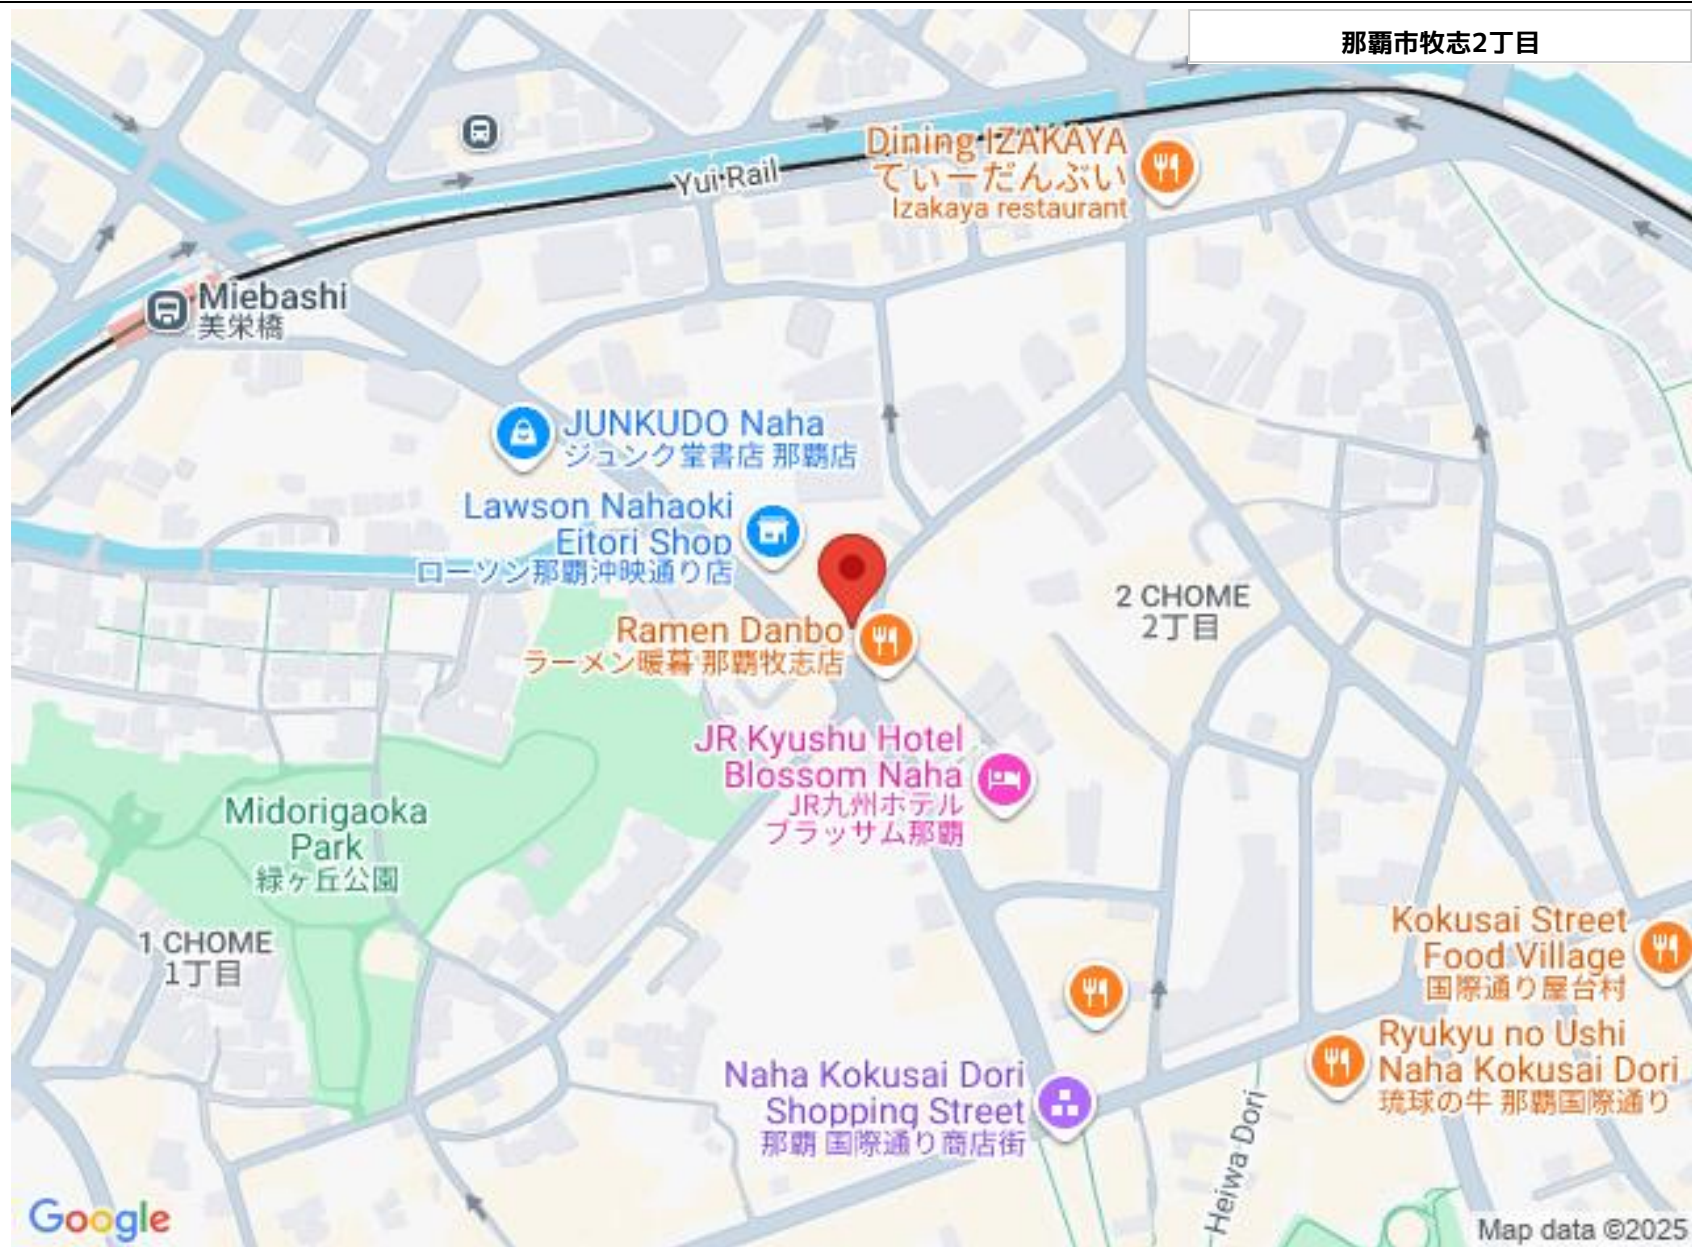 那覇市牧志2丁目
Dining IZAKAYA
てぃーだんぶい
Izakaya restaurant
Yui Rail
Miebashi
美栄橋
JUNKUDO Naha
ジュンク堂書店 那覇店
Lawson Nahaoki
Eitori Shop
ローソン那覇沖映通り店
Ramen Danbo
ラーメン暖暮 那覇牧志店
2 CHOME
2丁目
JR Kyushu Hotel
Blossom Naha
JR九州ホテル
ブラッサム那覇
Midorigaoka
Park
緑ヶ丘公園
1 CHOME
1丁目
Kokusai Street
Food Village
国際通り屋台村
Ryukyu no Ushi
Naha Kokusai Dori
琉球の牛 那覇国際通り
Naha Kokusai Dori
Shopping Street
那覇 国際通り商店街
Heiwa Dori
Google
Map data ©2025